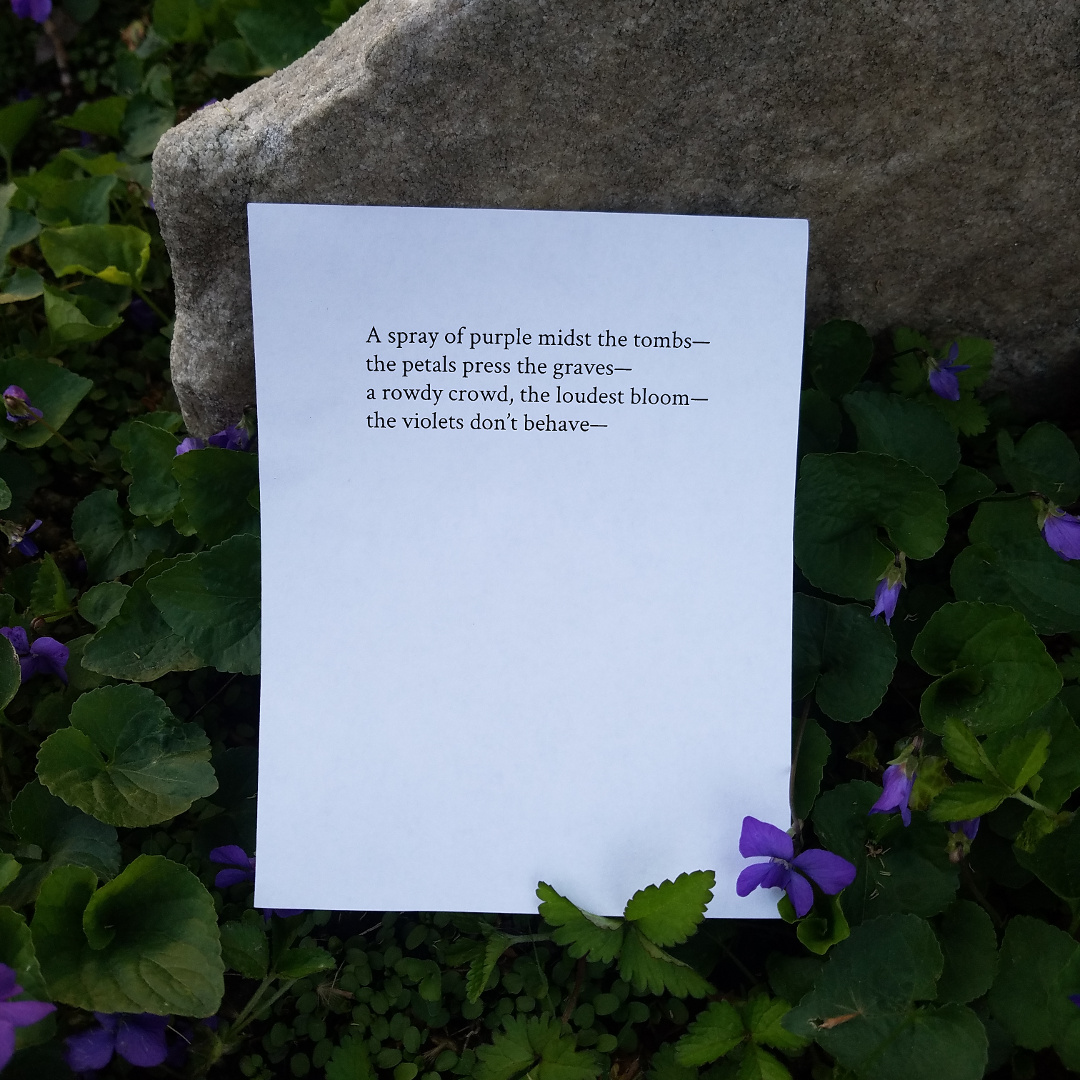 A spray of purple midst the tombs—
the petals press the graves—
a rowdy crowd, the loudest bloom—
the violets don’t behave—